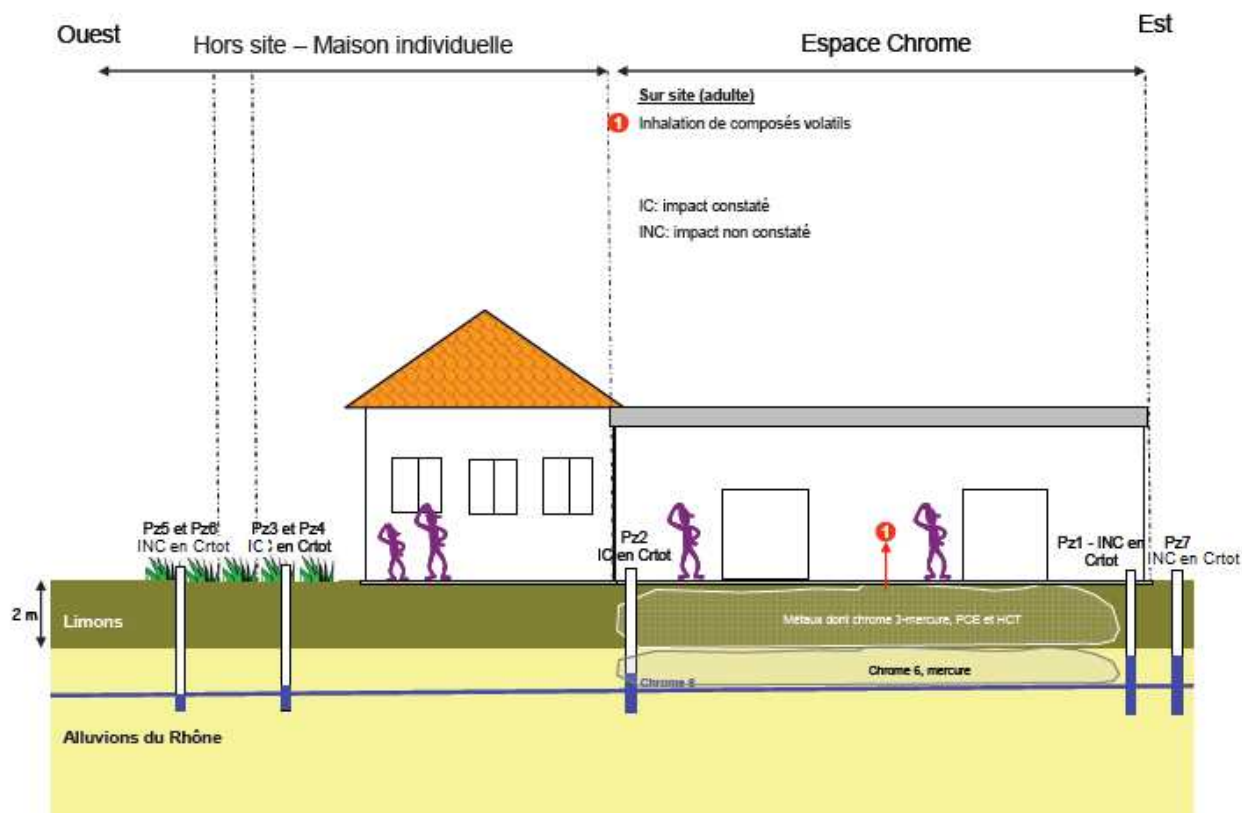 Ouest
Est
Hors site – Maison individuelle
Espace Chrome
Sur site (adulte)
1 Inhalation de composés volatils
IC: impact constaté
INC: impact non constaté
Pz5 et Pz6
INC en Crtot
Pz3 et Pz4
IC en Crtot
Pz2
IC en Crtot
1
Pz1 - INC en
Crtot
Pz7
INC en Crtot
2 m
Limons
Métaux dont chrome 3-mercure, PCE et HCT
Chrome 6, mercure
Chrome 6
Alluvions du Rhône